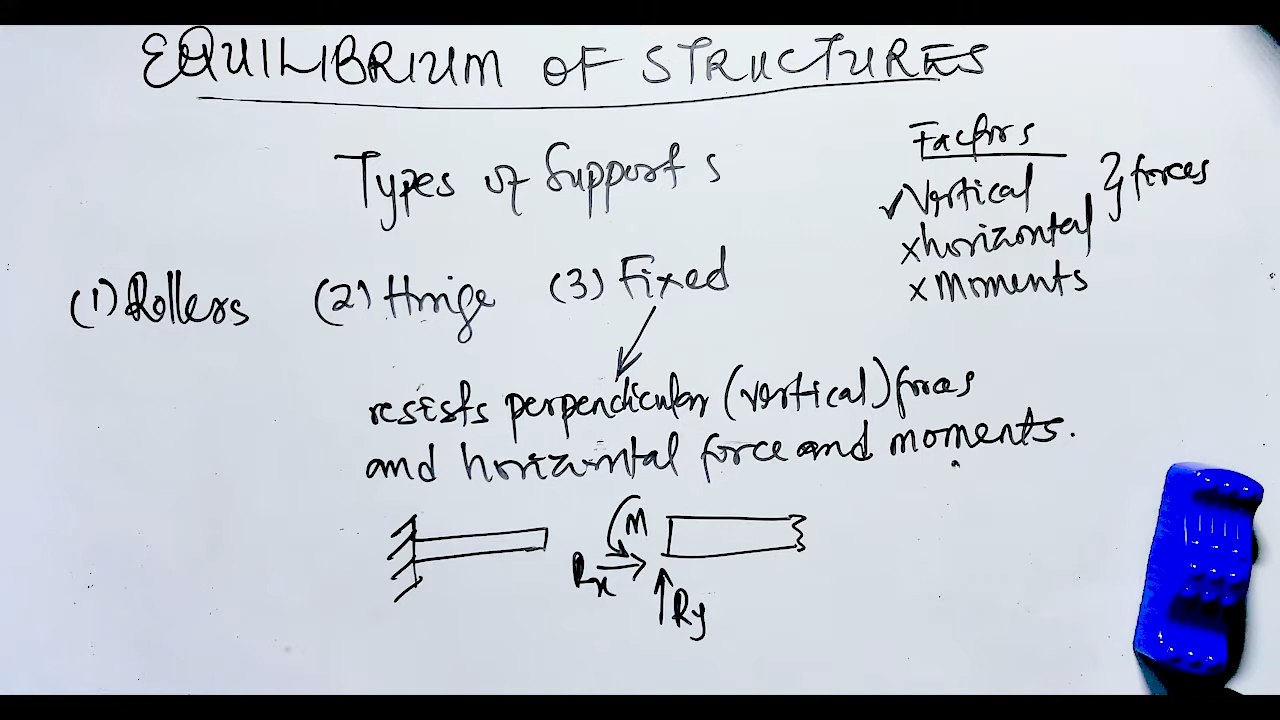 EQUILIBRIUM OF STRUCTURES
Types of Supports
Factors
✓Vertical
xhorizontal
} forces
x Moments
(1) Rollers (2) Hinge (3) Fixed
resists perpendicular (vertical) forces
and horizontal force and moments.
M
Rx
Ry